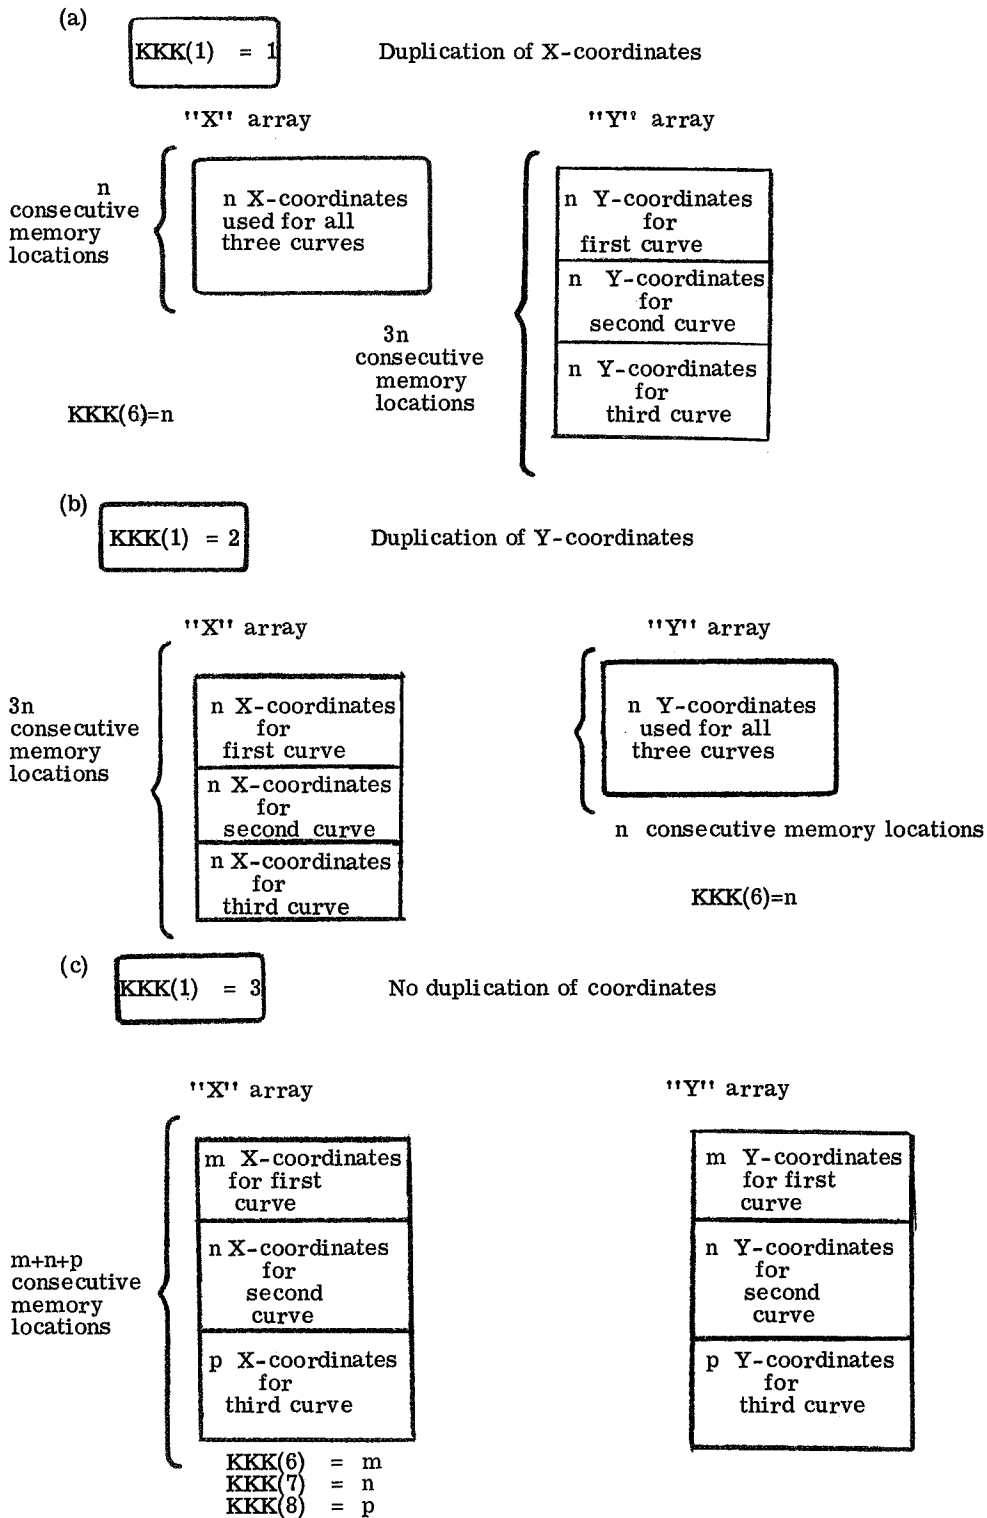 (a)
KKK(1) = 1
Duplication of X-coordinates
"X" array
"Y" array
n
consecutive
memory
locations
n X-coordinates
used for all
three curves
n Y-coordinates
for
first curve
n Y-coordinates
for
second curve
n Y-coordinates
for
third curve
3n
consecutive
memory
locations
KKK(6)=n
(b)
KKK(1) = 2
Duplication of Y-coordinates
"X" array
"Y" array
3n
consecutive
memory
locations
n X-coordinates
for
first curve
n X-coordinates
for
second curve
n X-coordinates
for
third curve
n Y-coordinates
used for all
three curves
n consecutive memory locations
KKK(6)=n
(c)
KKK(1) = 3
No duplication of coordinates
"X" array
"Y" array
m+n+p
consecutive
memory
locations
m X-coordinates
for first
curve
n X-coordinates
for
second
curve
p X-coordinates
for
third curve
m Y-coordinates
for first
curve
n Y-coordinates
for
second
curve
p Y-coordinates
for
third curve
KKK(6) = m
KKK(7) = n
KKK(8) = p